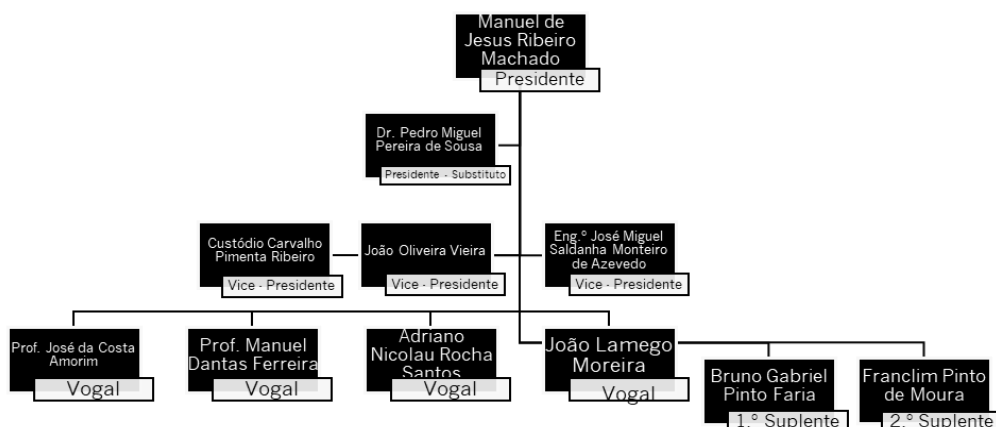 Manuel de
Jesus Ribeiro
Machado
Presidente
Dr. Pedro Miguel
Pereira de Sousa
Presidente - Substituto
Custódio Carvalho
Pimenta Ribeiro
Vice - Presidente
João Oliveira Vieira
Vice - Presidente
Eng.º José Miguel
Saldanha Monteiro
de Azevedo
Vice - Presidente
Prof. José da Costa
Amorim
Vogal
Prof. Manuel
Dantas Ferreira
Vogal
Adriano
Nicolau Rocha
Santos
Vogal
João Lamego
Moreira
Vogal
Bruno Gabriel
Pinto Faria
1.º Suplente
Franclim Pinto
de Moura
2.º Suplente